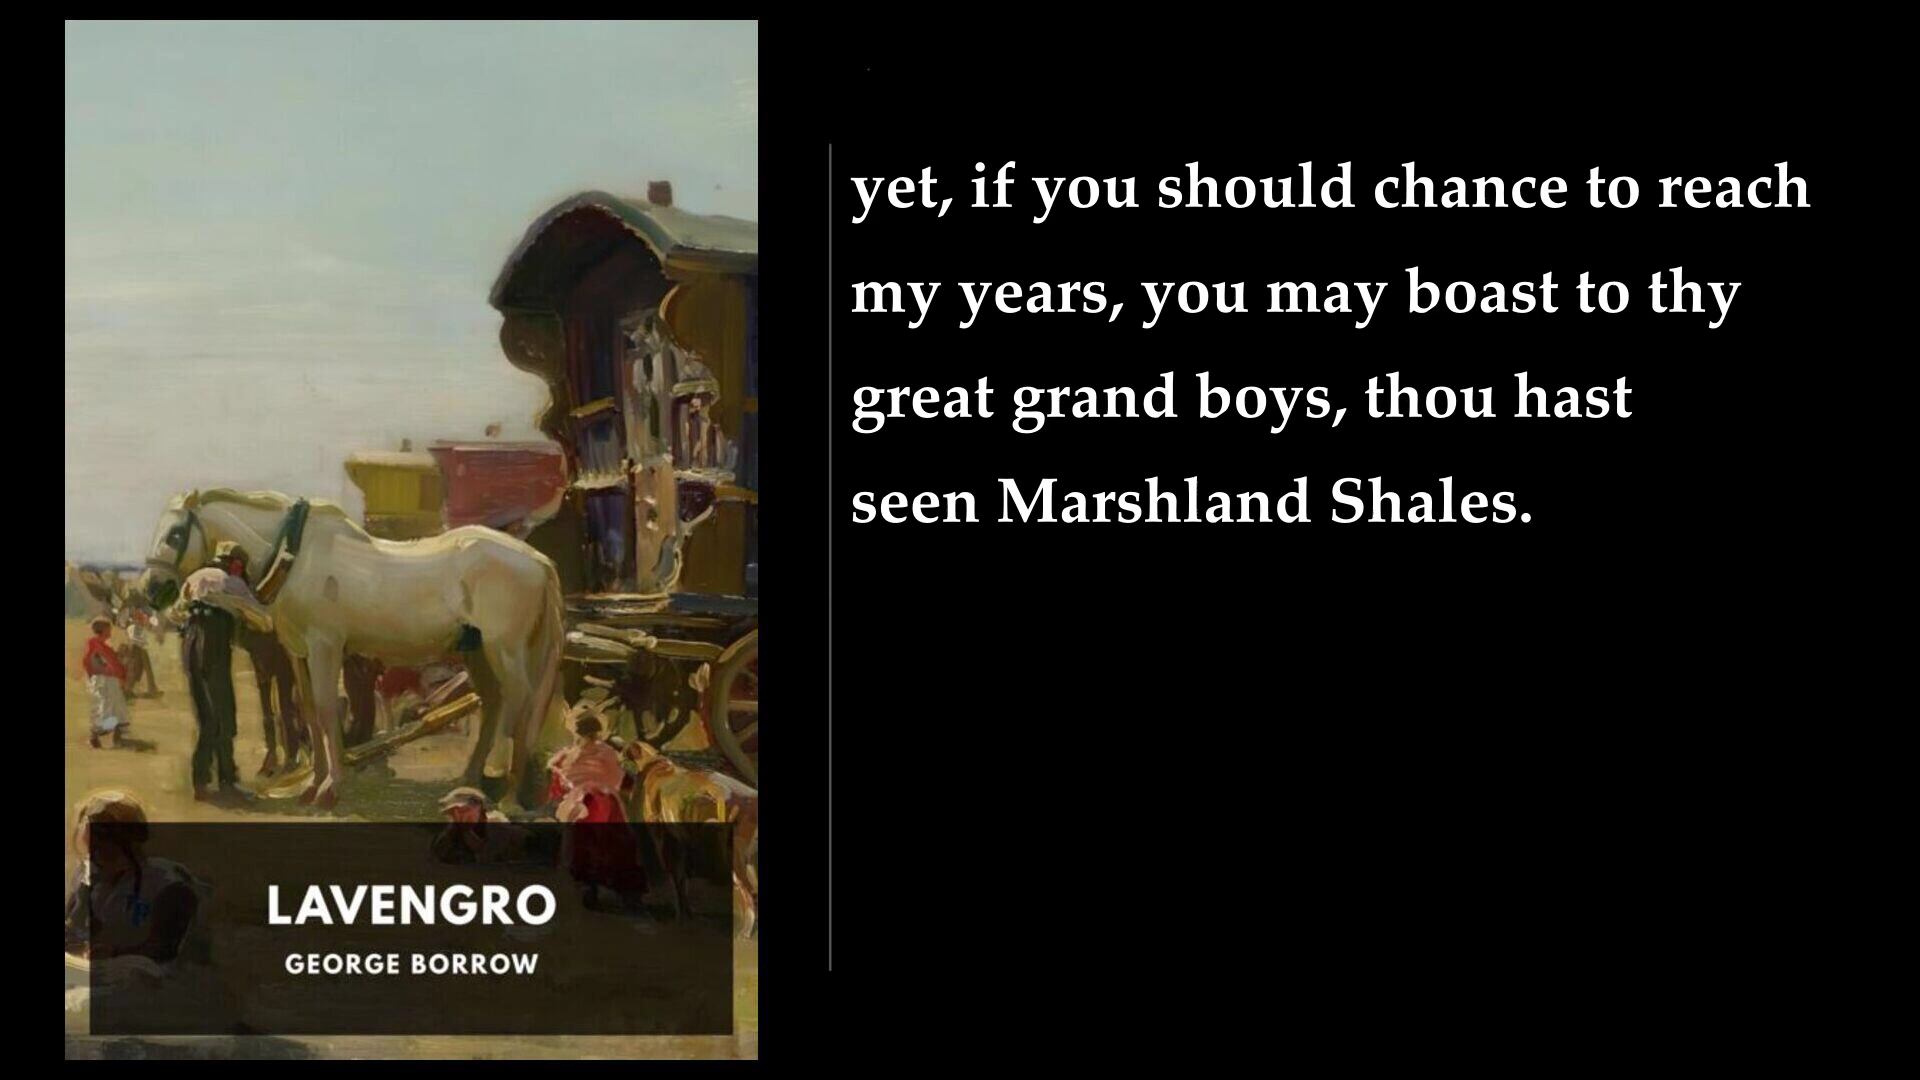 yet, if you should chance to reach
my years, you may boast to thy
great grand boys, thou hast
seen Marshland Shales.
LAVENGRO
GEORGE BORROW